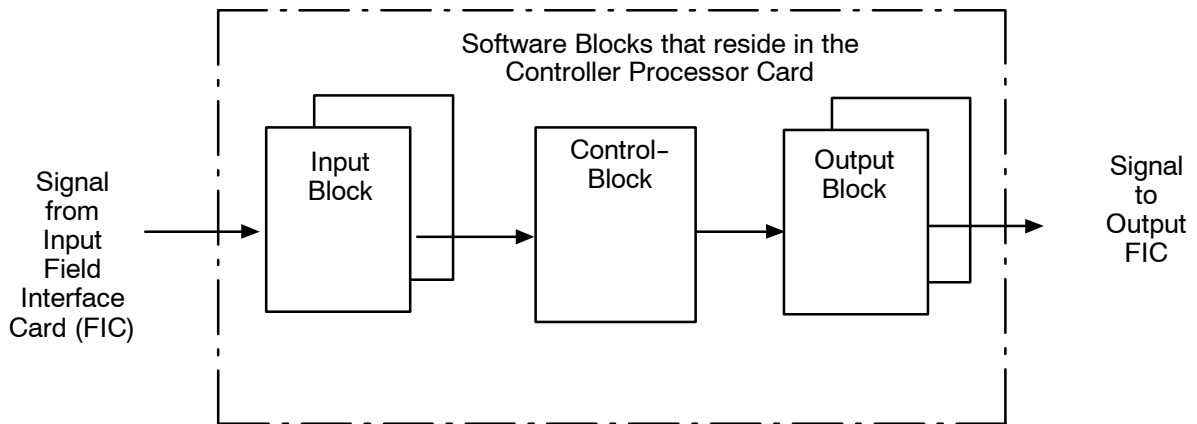 Software Blocks that reside in the
Controller Processor Card
Signal
from
Input
Field
Interface
Card (FIC)
Input
Block
Control-
Block
Output
Block
Signal
to
Output
FIC